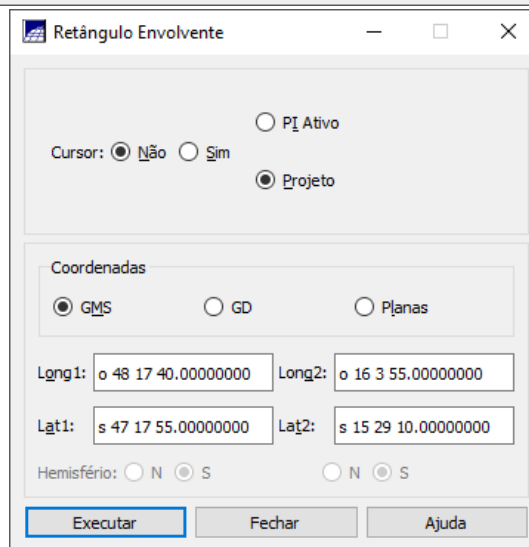 Retângulo Envolvente
PI Ativo
Cursor: Não Sim
Projeto
Coordenadas
GMS GD Planas
Long1: o 48 17 40.00000000 Long2: o 16 3 55.00000000
Lat1: s 47 17 55.00000000 Lat2: s 15 29 10.00000000
Hemisfério: N S N S
Executar Fechar Ajuda